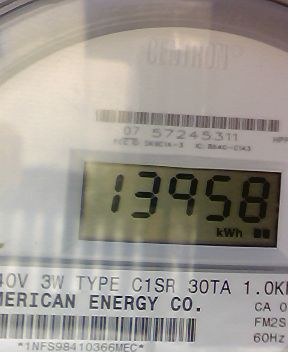 CENTRON®
07 57245311
13958
kWh
40V 3W TYPE C1SR 30TA 1.0K
MERICAN ENERGY CO.
CA 0
FM2S
60Hz
*1NFS98410366MEC*